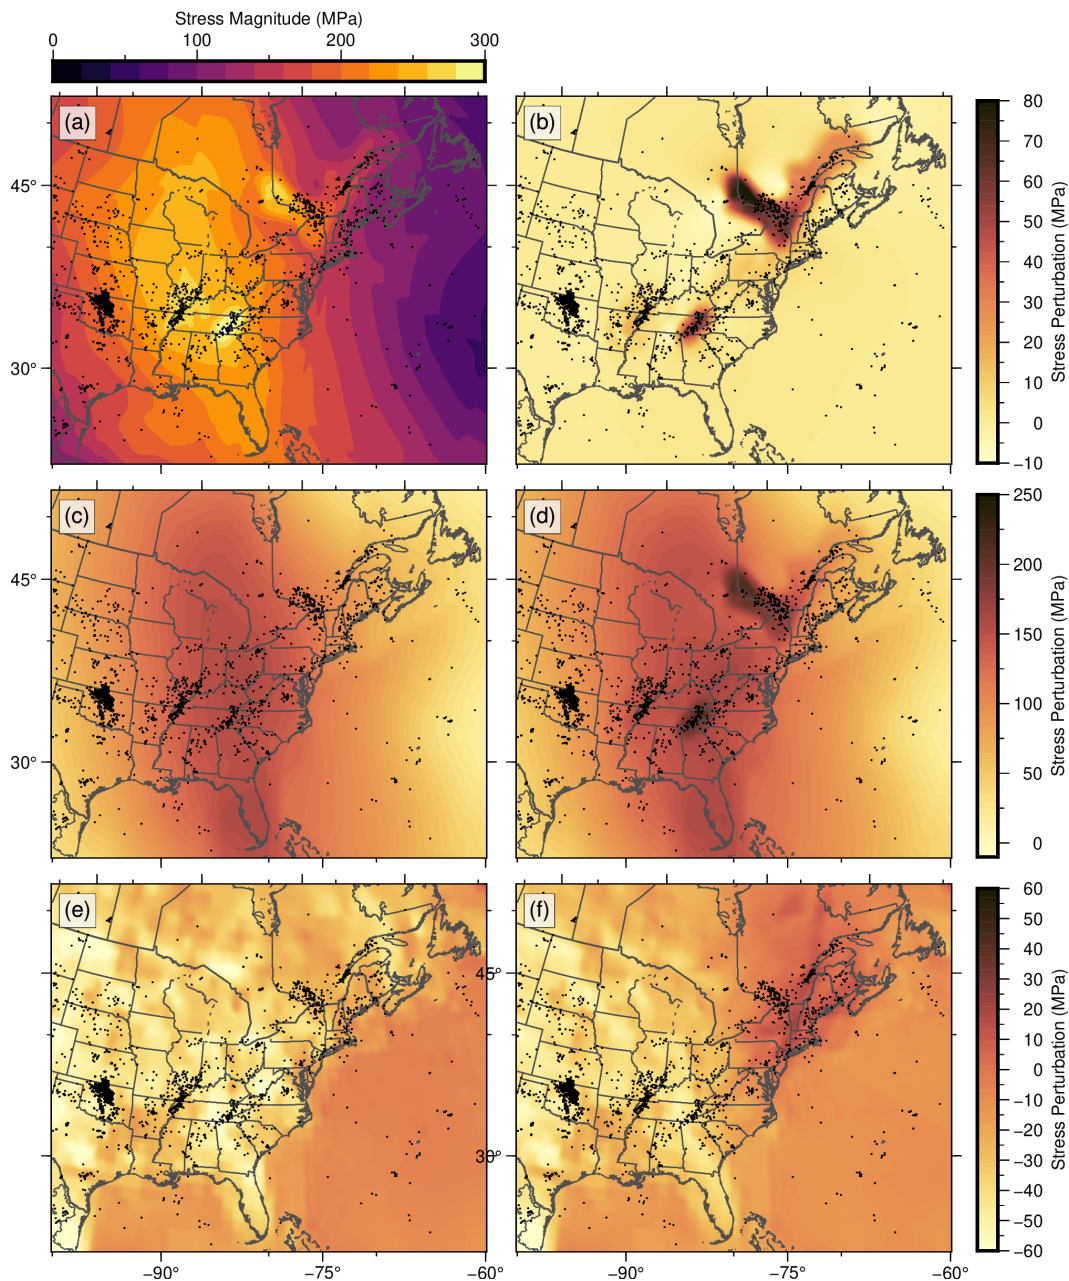 Stress Magnitude (MPa)
0 100 200 300
(a)
(b)
45°
30°
80
70
60
50
40
30
20
10
0
−10
Stress Perturbation (MPa)
(c)
(d)
45°
30°
250
200
150
100
50
0
Stress Perturbation (MPa)
(e)
(f)
45°
30°
60
50
40
30
20
10
0
−10
−20
−30
−40
−50
−60
Stress Perturbation (MPa)
−90° −75° −60° −90° −75° −60°